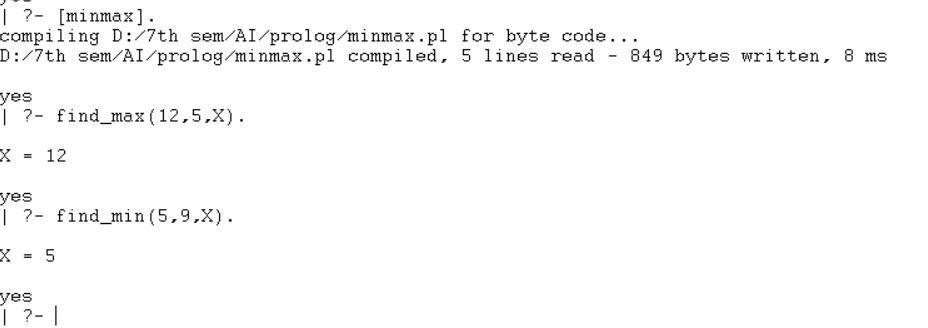 yes
| ?- [minmax].
compiling D:/7th sem/AI/prolog/minmax.pl for byte code...
D:/7th sem/AI/prolog/minmax.pl compiled, 5 lines read - 849 bytes written, 8 ms
yes
| ?- find_max(12,5,X).
X = 12
yes
| ?- find_min(5,9,X).
X = 5
yes
| ?-